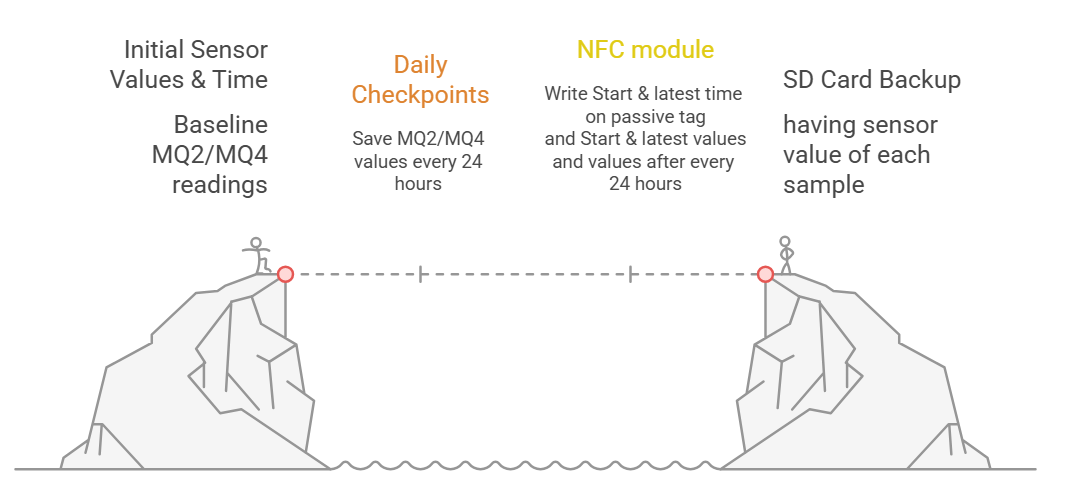 Initial Sensor
Values & Time
Baseline
MQ2/MQ4
readings
Daily
Checkpoints
Save MQ2/MQ4
values every 24
hours
NFC module
Write Start & latest time
on passive tag
and Start & latest values
and values after every
24 hours
SD Card Backup
having sensor
value of each
sample